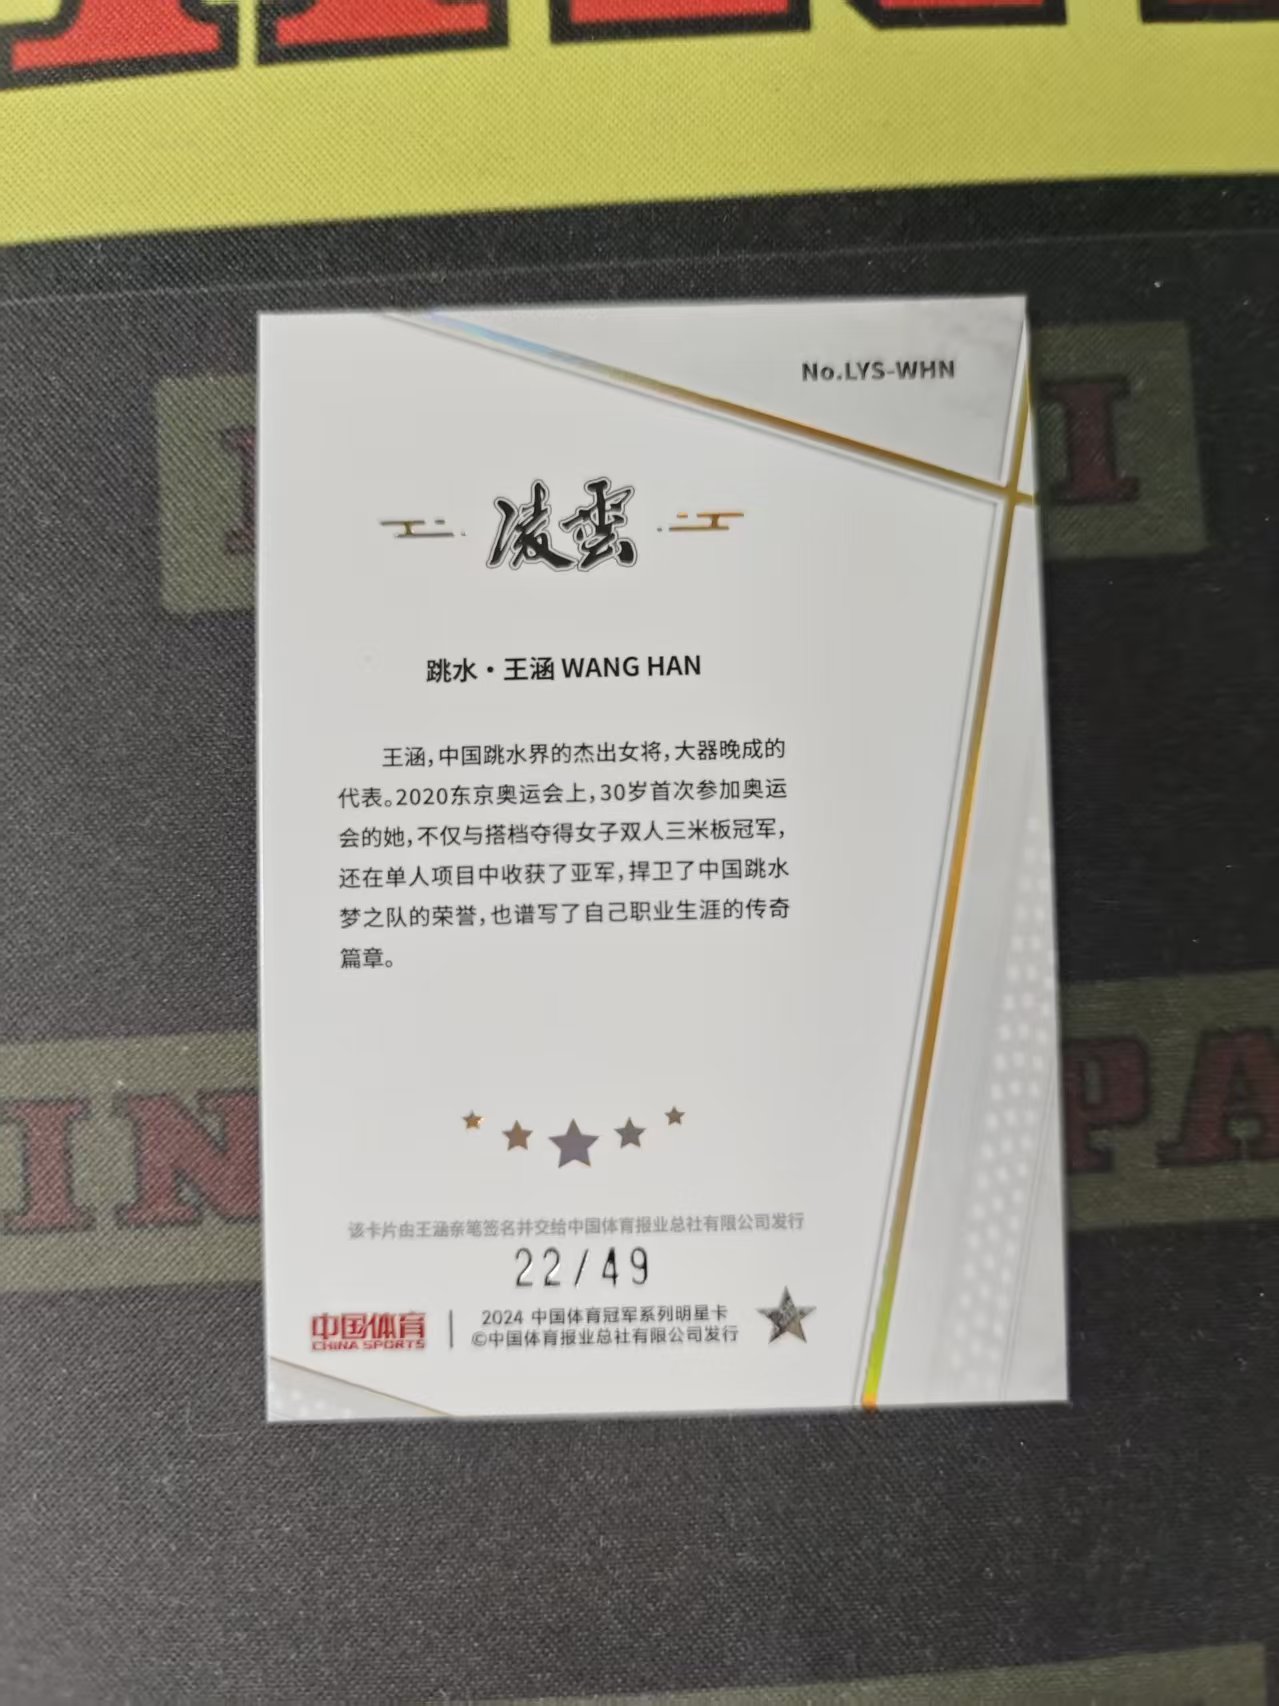 No.LYS-WHN
凌雲
跳水·王涵 WANG HAN
王涵,中国跳水界的杰出女将,大器晚成的
代表。2020东京奥运会上,30岁首次参加奥运
会的她,不仅与搭档夺得女子双人三米板冠军,
还在单人项目中收获了亚军,捍卫了中国跳水
梦之队的荣誉,也谱写了自己职业生涯的传奇
篇章。
IN
PA
该卡片由王涵亲笔签名并交给中国体育报业总社有限公司发行
22/49
中国体育
CHINA SPORTS
2024 中国体育冠军系列明星卡
©中国体育报业总社有限公司发行